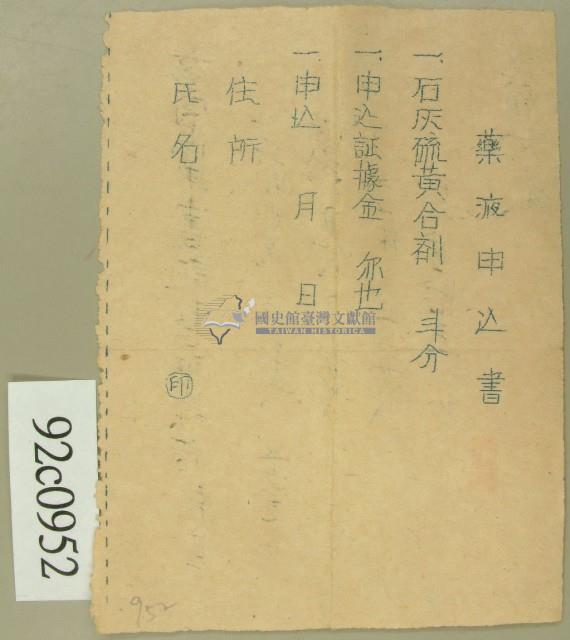 藥液申込書
一、石灰硫黃合剤 斗分
一、申込証據金 尓也
一、申込 月 日
住所
氏名 印
國史館臺灣文獻館
TAIWAN HISTORICA
92c0952
952